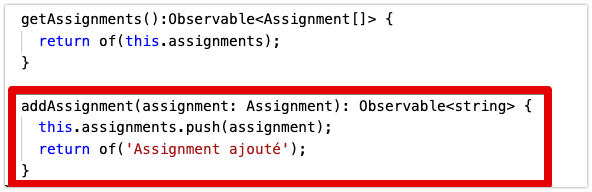 getAssignments():Observable<Assignment[]> {
return of(this.assignments);
}
addAssignment(assignment: Assignment): Observable<string> {
this.assignments.push(assignment);
return of('Assignment ajouté');
}